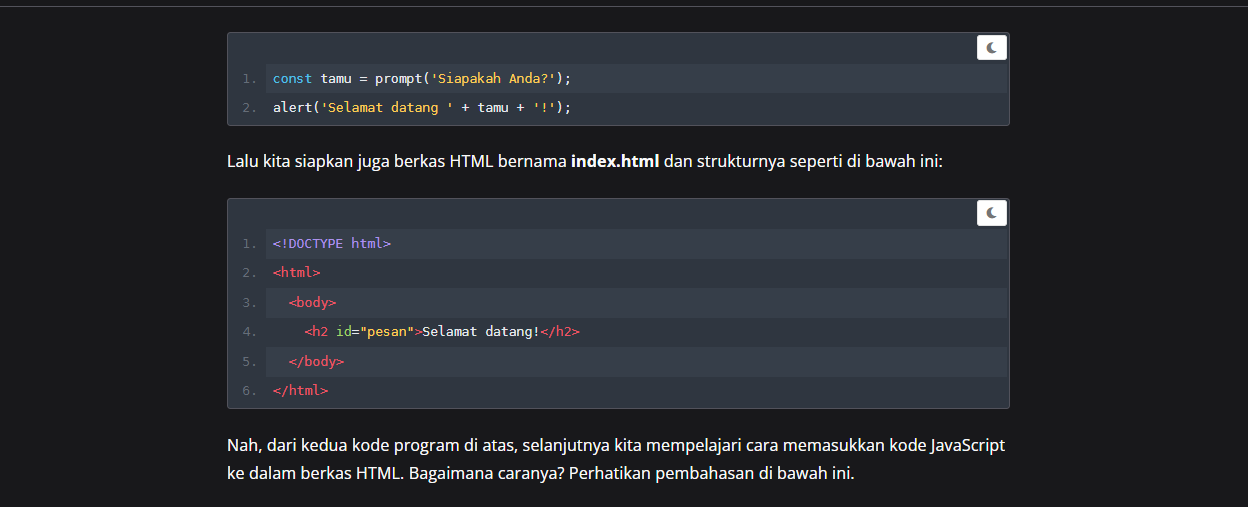 1. const tamu = prompt('Siapakah Anda?');
2. alert('Selamat datang ' + tamu + '!');
Lalu kita siapkan juga berkas HTML bernama index.html dan strukturnya seperti di bawah ini:
1. <!DOCTYPE html>
2. <html>
3.   <body>
4.     <h2 id="pesan">Selamat datang!</h2>
5.   </body>
6. </html>
Nah, dari kedua kode program di atas, selanjutnya kita mempelajari cara memasukkan kode JavaScript
ke dalam berkas HTML. Bagaimana caranya? Perhatikan pembahasan di bawah ini.